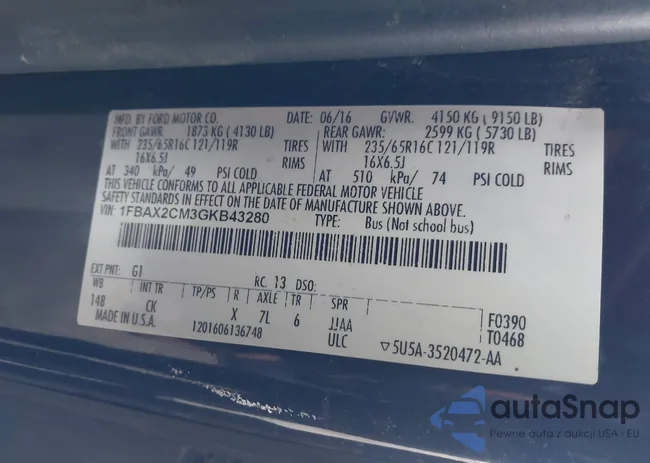 MFD. BY FORD MOTOR CO. DATE: 06/16 GVWR: 4150 KG ( 9150 LB)
FRONT GAWR: 1873 KG ( 4130 LB) REAR GAWR: 2599 KG ( 5730 LB)
WITH 235/65R16C 121/119R TIRES WITH 235/65R16C 121/119R TIRES
16X6.5J RIMS 16X6.5J RIMS
AT 340 kPa/ 49 PSI COLD AT 510 kPa/ 74 PSI COLD
THIS VEHICLE CONFORMS TO ALL APPLICABLE FEDERAL MOTOR VEHICLE
SAFETY STANDARDS IN EFFECT ON THE DATE OF MANUFACTURE SHOWN ABOVE.
VIN: 1FBAX2CM3GKB43280 TYPE: Bus (Not school bus)
EXT PNT: G1 RC: 13 DSO:
WB INT TR TP/PS R AXLE TR SPR
148 CK X 7L 6 JJAA F0390
MADE IN U.S.A. 1201606136748 ULC T0468
▽5U5A-3520472-AA
autaSnap
Pewne auta z aukcji USA - EU